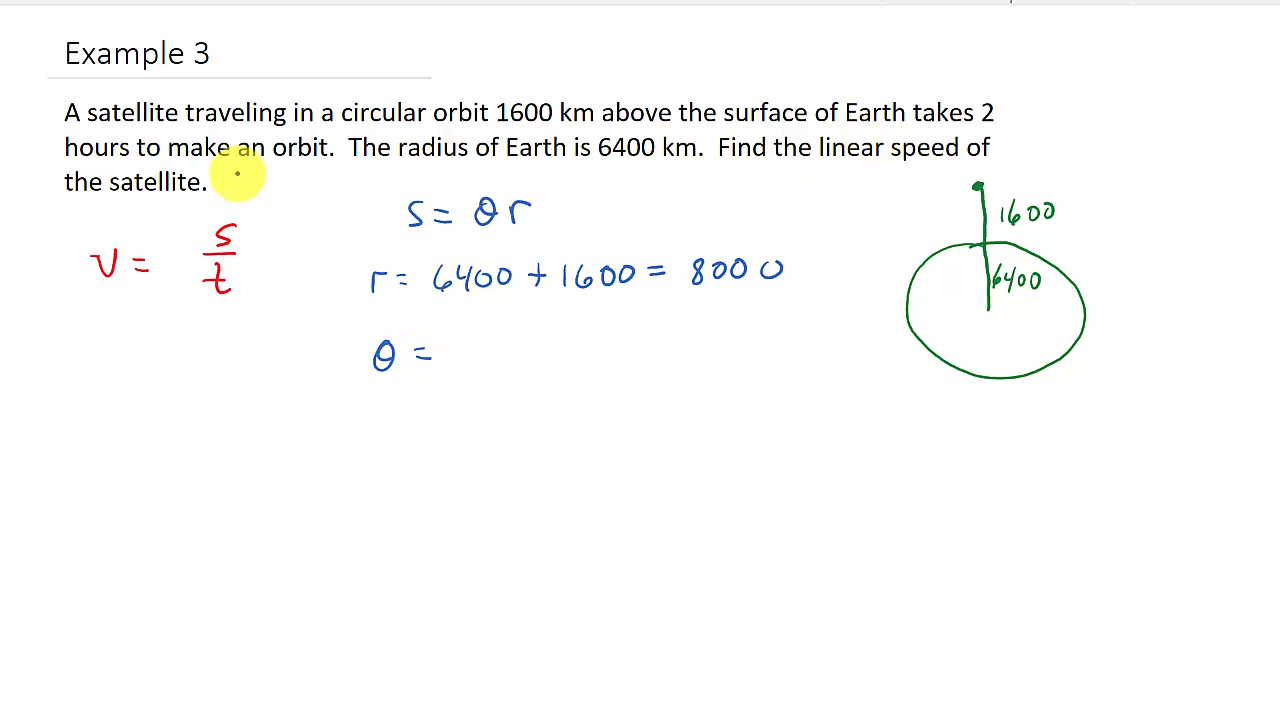 Example 3
A satellite traveling in a circular orbit 1600 km above the surface of Earth takes 2
hours to make an orbit. The radius of Earth is 6400 km. Find the linear speed of
the satellite.
v = s/t
s = θ r
r = 6400 + 1600 = 8000
θ =
1600
6400